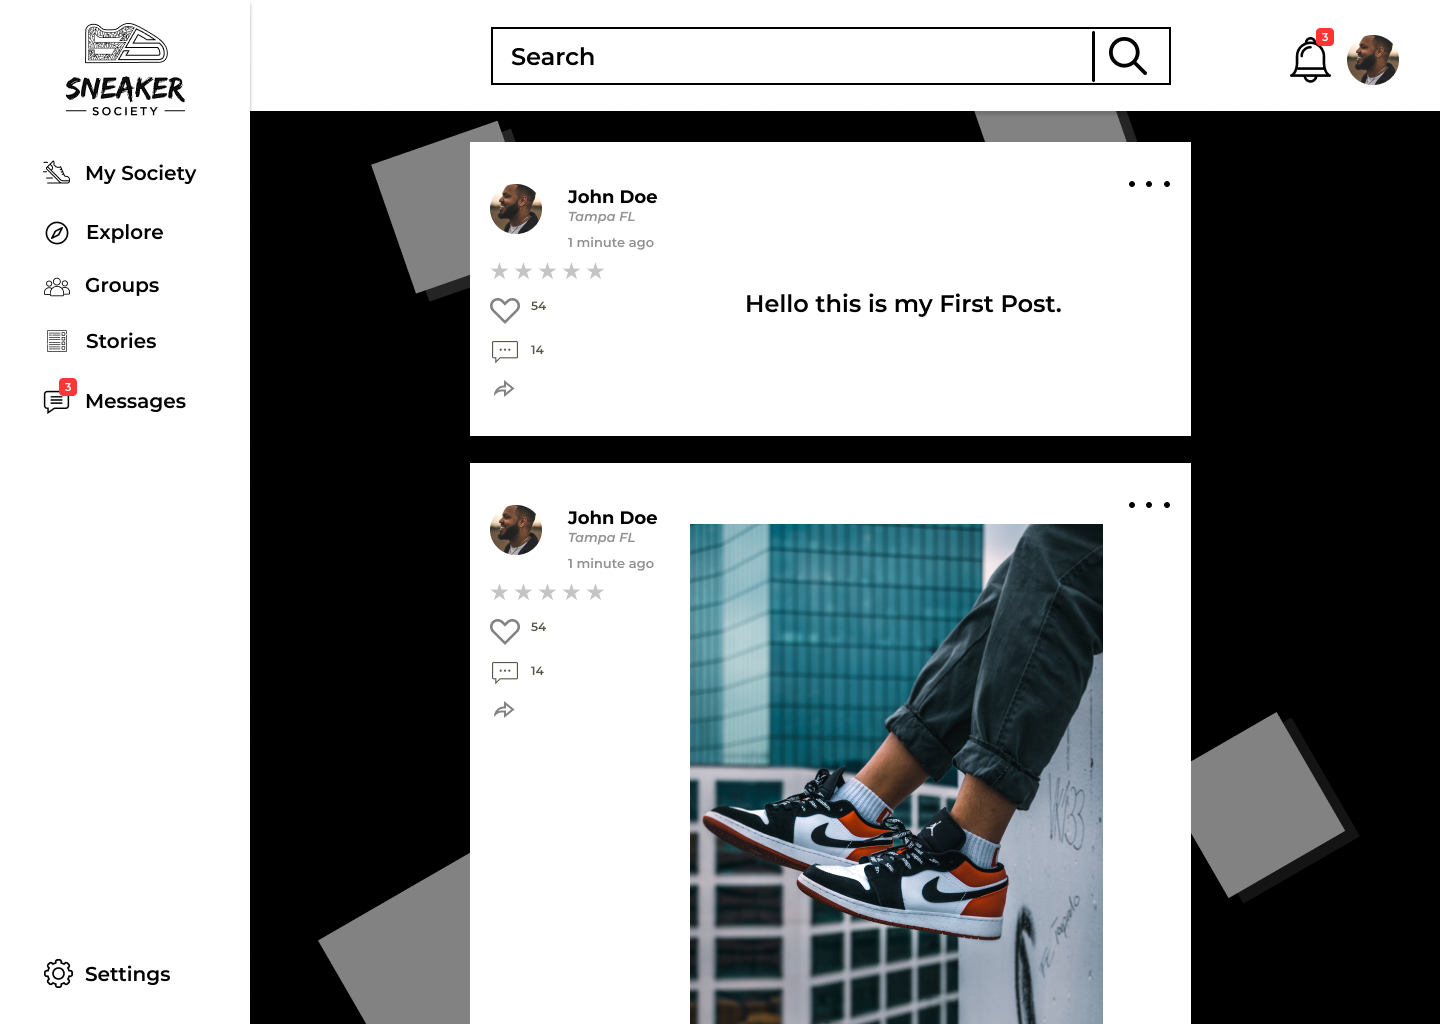 SNEAKER
SOCIETY
Search
3
My Society
Explore
Groups
Stories
3
Messages
Settings
John Doe
Tampa FL
1 minute ago
54
14
Hello this is my First Post.
John Doe
Tampa FL
1 minute ago
54
14